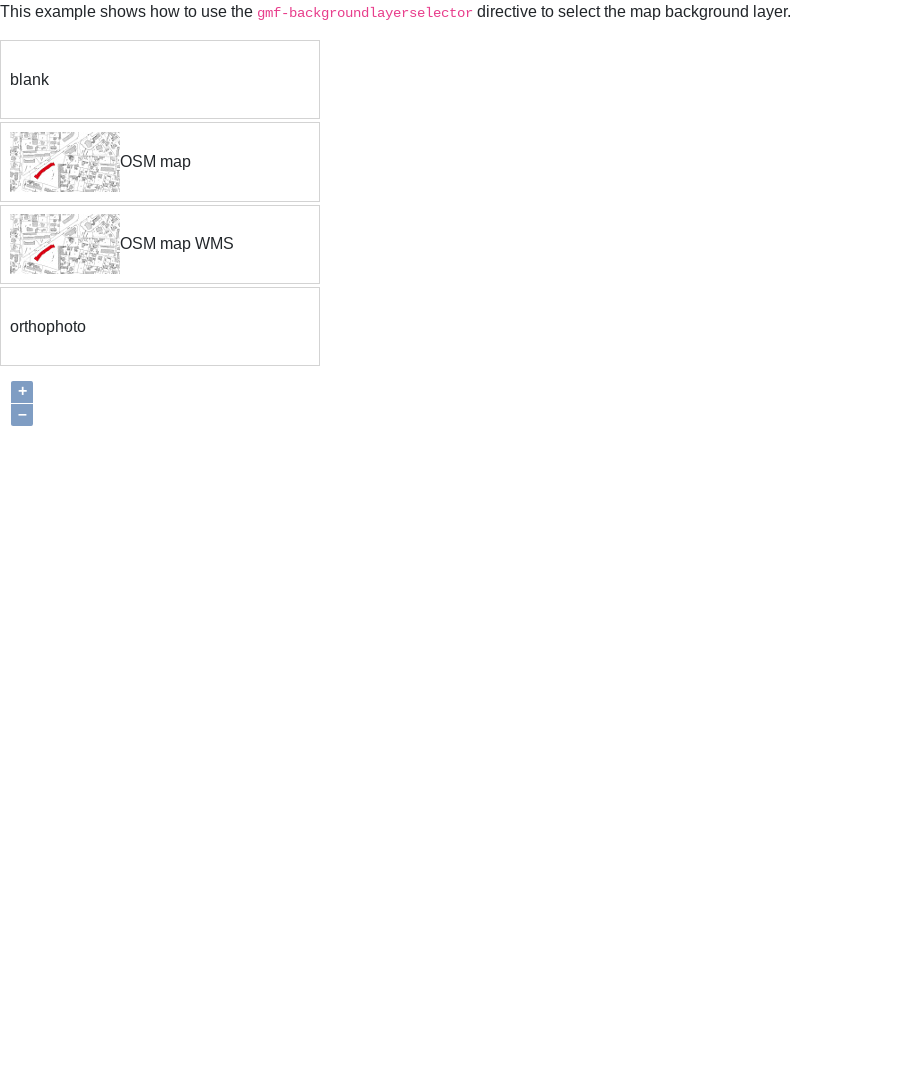 This example shows how to use the gmf-backgroundlayerselector directive to select the map background layer.
blank
OSM map
OSM map WMS
orthophoto
+
–